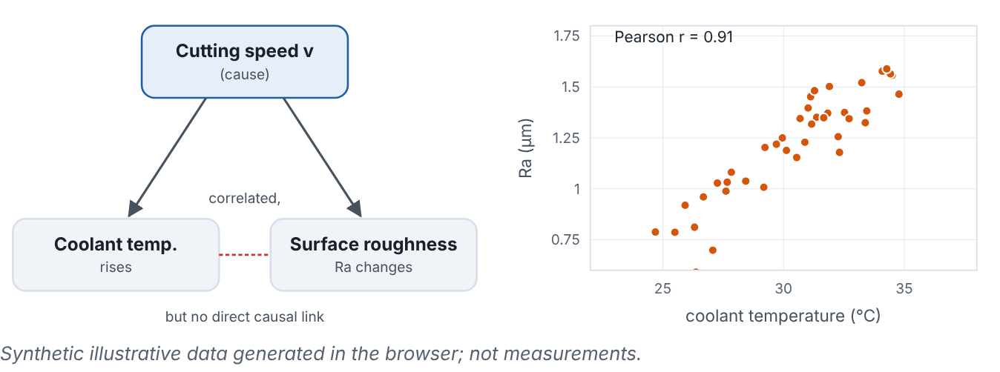 Cutting speed v
(cause)
correlated,
Coolant temp.
rises
Surface roughness
Ra changes
but no direct causal link
Pearson r = 0.91
1.75
1.5
1.25
1
0.75
Ra (μm)
25
30
35
coolant temperature (°C)
Synthetic illustrative data generated in the browser; not measurements.